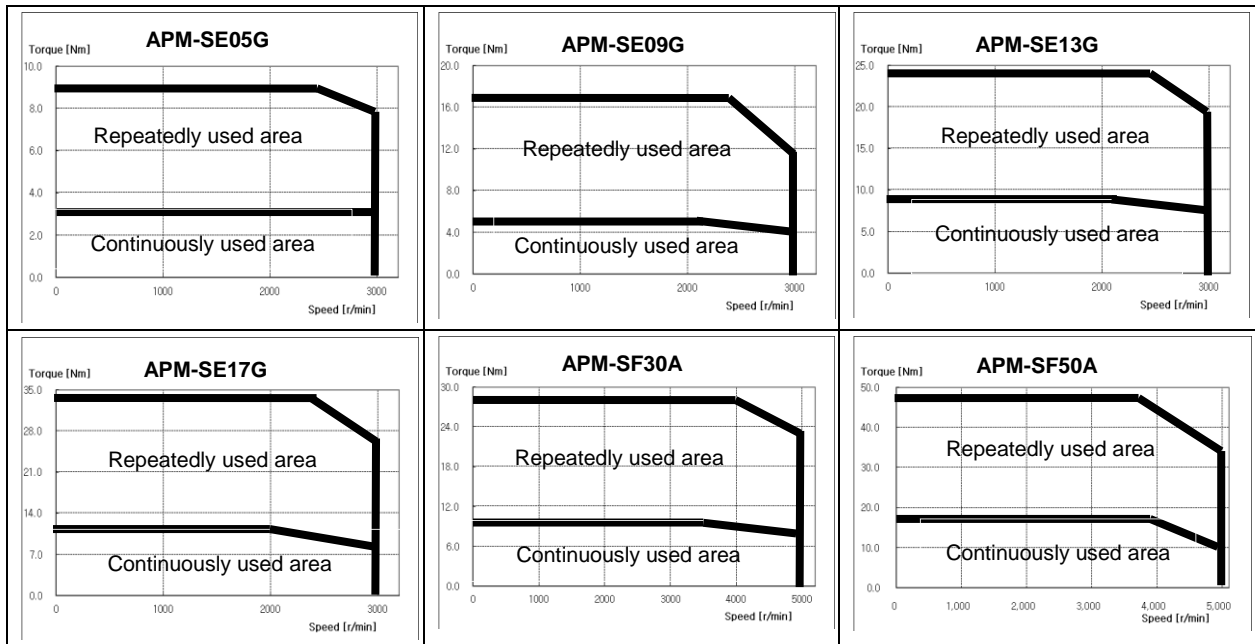 APM-SE05G
Torque [Nm]
10.0
8.0
6.0
4.0
2.0
0.0
Repeatedly used area
Continuously used area
0 1000 2000 3000
Speed [r/min]
APM-SE09G
Torque [Nm]
20.0
16.0
12.0
8.0
4.0
0.0
Repeatedly used area
Continuously used area
0 1000 2000 3000
Speed [r/min]
APM-SE13G
Torque [Nm]
25.0
20.0
15.0
10.0
5.0
0.0
Repeatedly used area
Continuously used area
0 1000 2000 3000
Speed [r/min]
APM-SE17G
Torque [Nm]
35.0
28.0
21.0
14.0
7.0
0.0
Repeatedly used area
Continuously used area
0 1000 2000 3000
Speed [r/min]
APM-SF30A
Torque [Nm]
30.0
24.0
18.0
12.0
6.0
0.0
Repeatedly used area
Continuously used area
0 1000 2000 3000 4000 5000
Speed [r/min]
APM-SF50A
Torque [Nm]
50.0
40.0
30.0
20.0
10.0
0.0
Repeatedly used area
Continuously used area
0 1,000 2,000 3,000 4,000 5,000
Speed [r/min]